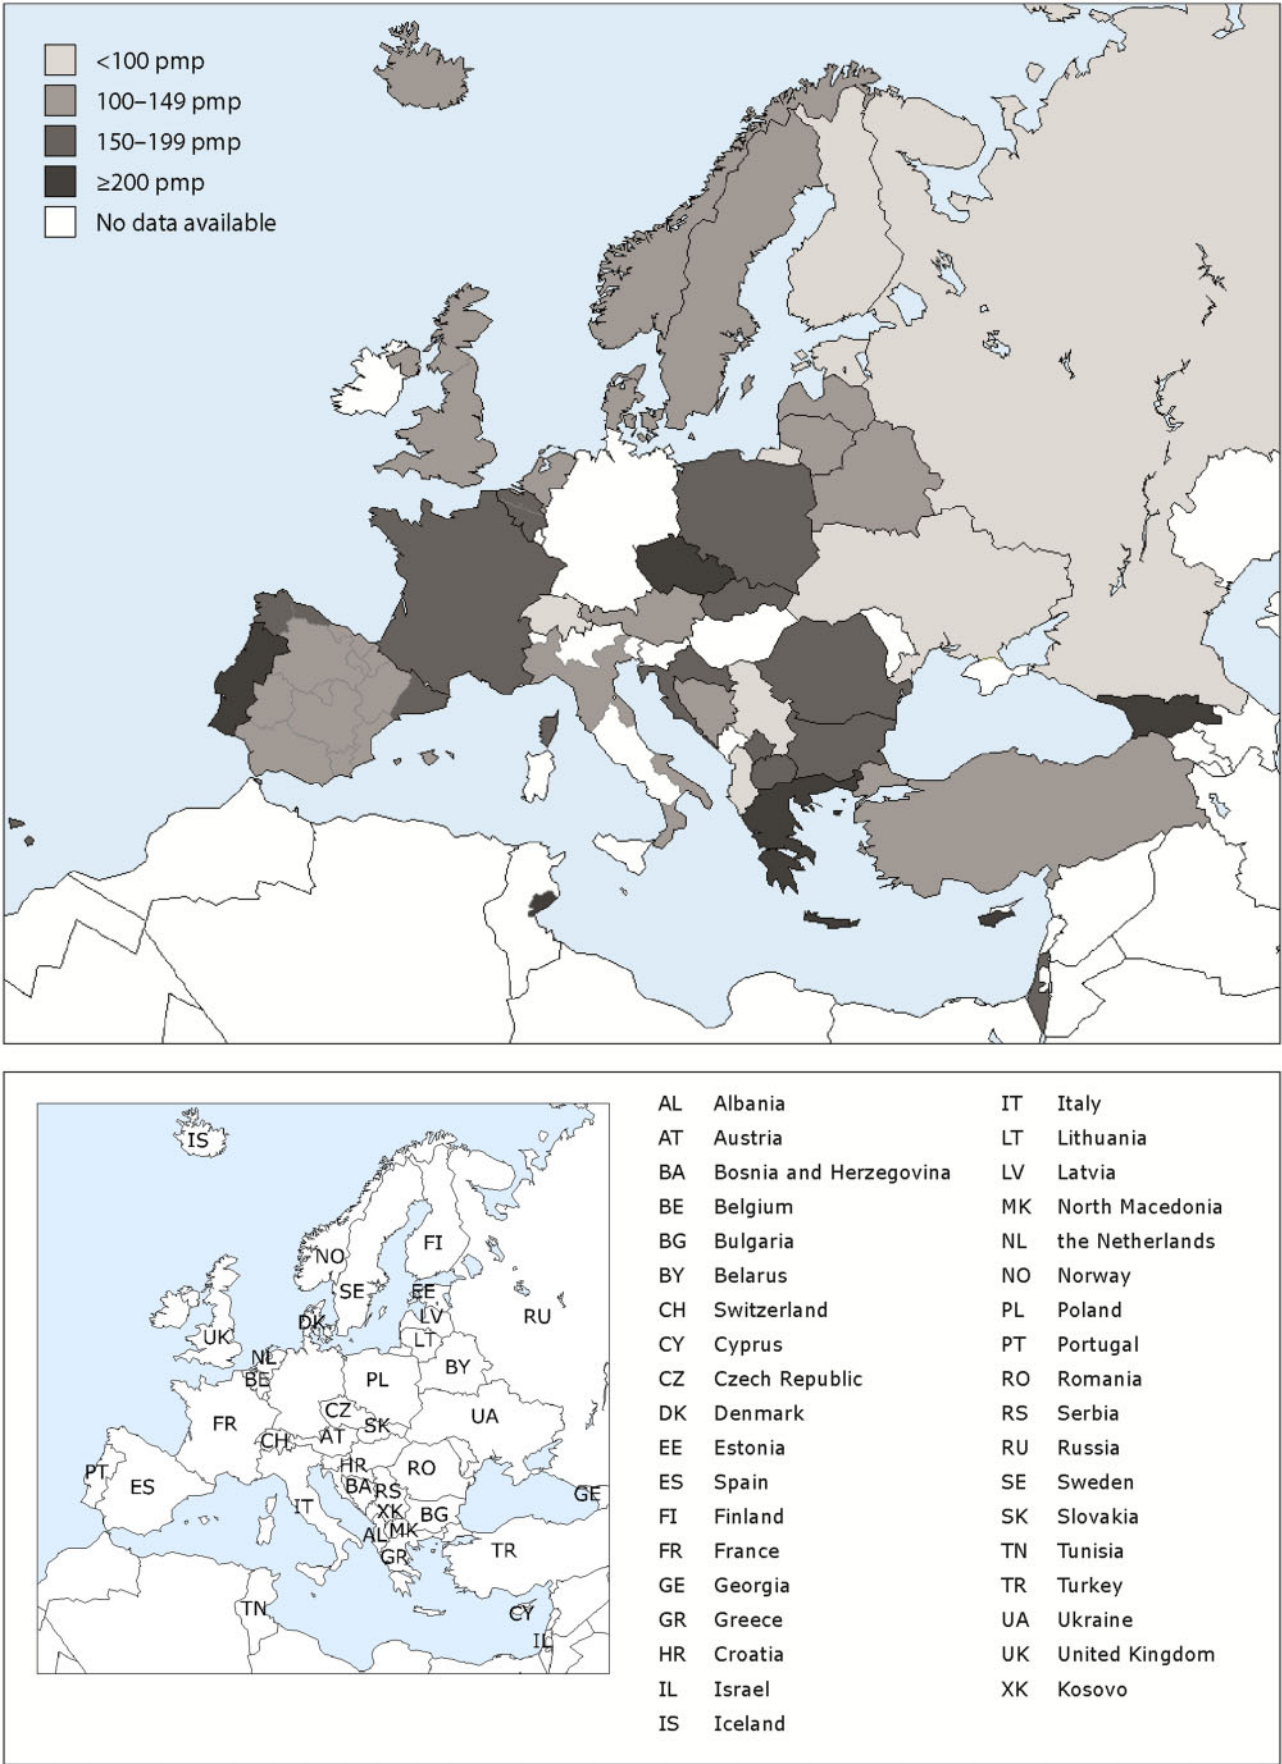 <100 pmp
100–149 pmp
150–199 pmp
≥200 pmp
No data available
IS
NO
FI
SE
EE
RU
DK
LV
LT
UK
NL
BY
BE
PL
FR
CZ
UA
SK
CH
AT
HR
RO
PT
ES
BA
RS
GE
IT
XK
BG
AL
MK
GR
TR
TN
CY
IL
AL Albania
AT Austria
BA Bosnia and Herzegovina
BE Belgium
BG Bulgaria
BY Belarus
CH Switzerland
CY Cyprus
CZ Czech Republic
DK Denmark
EE Estonia
ES Spain
FI Finland
FR France
GE Georgia
GR Greece
HR Croatia
IL Israel
IS Iceland
IT Italy
LT Lithuania
LV Latvia
MK North Macedonia
NL the Netherlands
NO Norway
PL Poland
PT Portugal
RO Romania
RS Serbia
RU Russia
SE Sweden
SK Slovakia
TN Tunisia
TR Turkey
UA Ukraine
UK United Kingdom
XK Kosovo